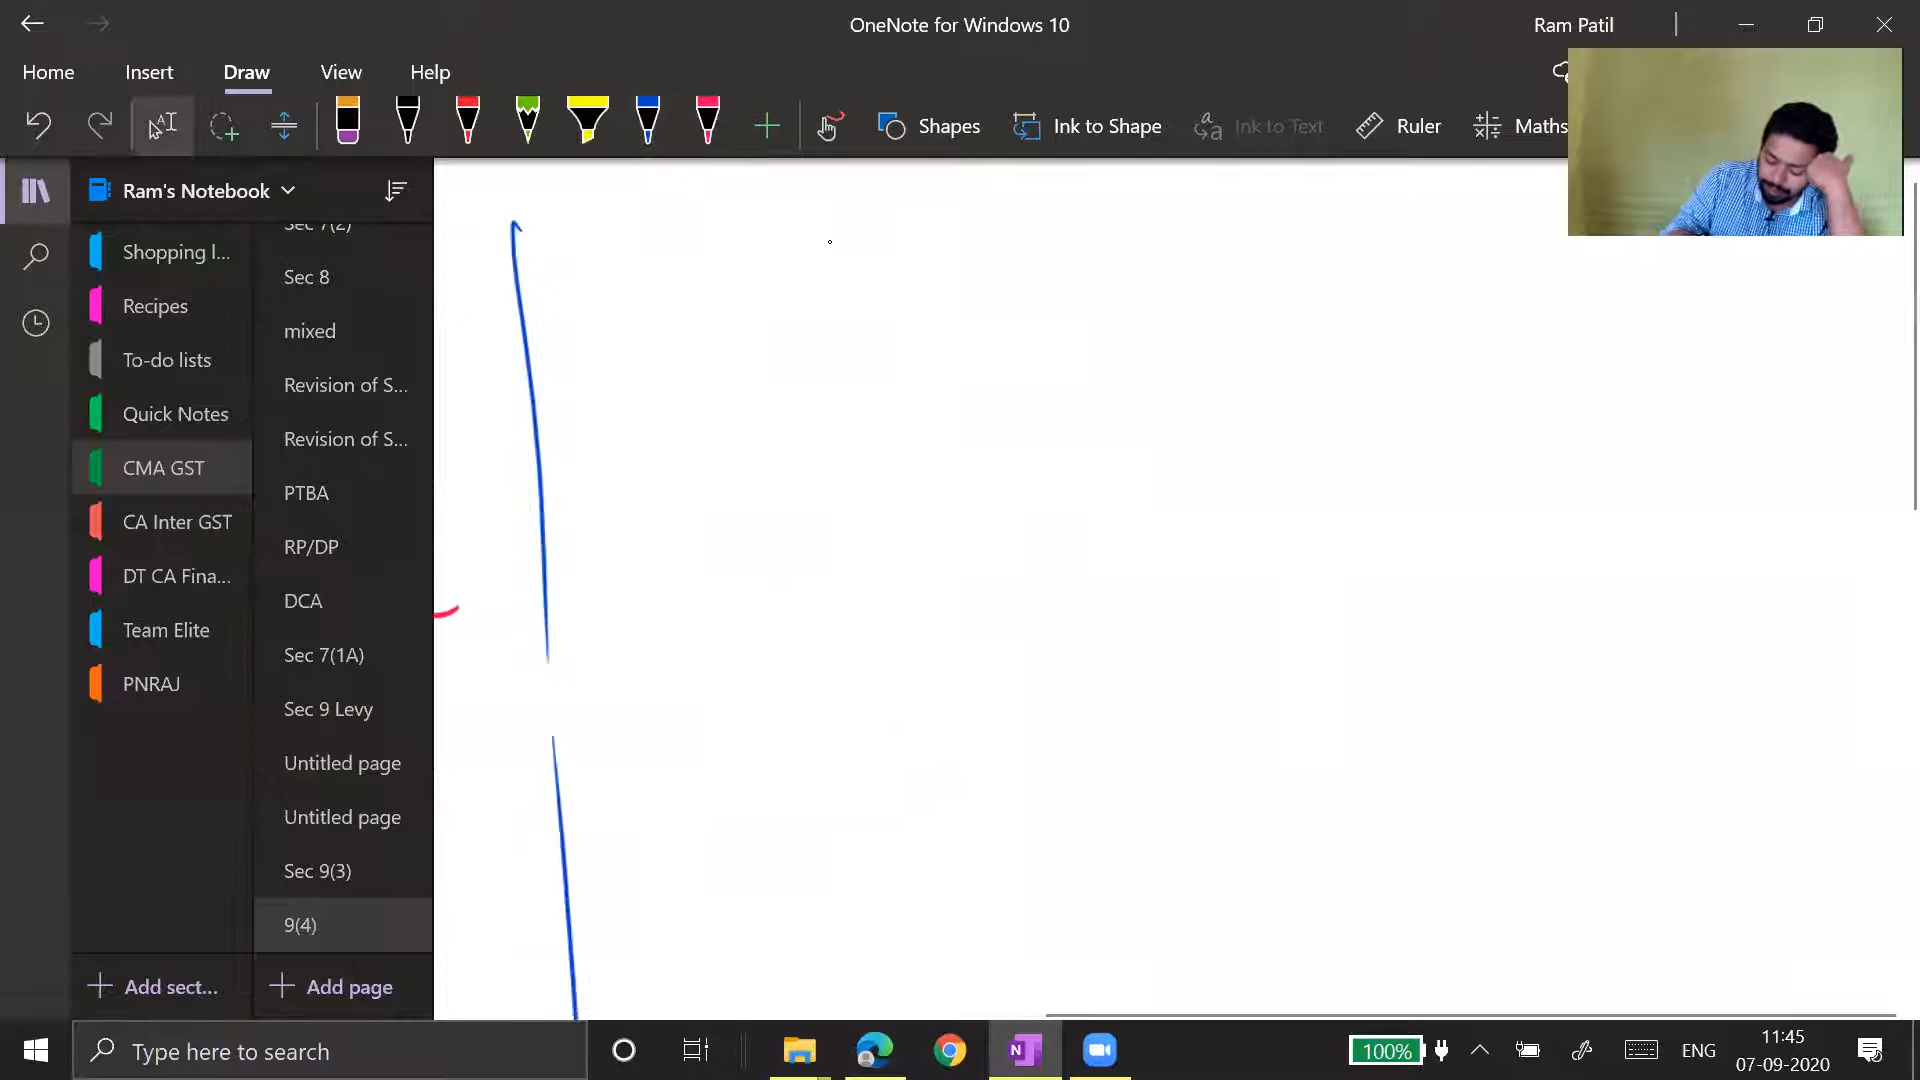 OneNote for Windows 10
Ram Patil
Home
Insert
Draw
View
Help
Shapes
Ink to Shape
Ink to Text
Ruler
Maths
Ram's Notebook
Shopping l...
Recipes
To-do lists
Quick Notes
CMA GST
CA Inter GST
DT CA Fina...
Team Elite
PNRAJ
Add sect...
Sec 7(2)
Sec 8
mixed
Revision of S...
Revision of S...
PTBA
RP/DP
DCA
Sec 7(1A)
Sec 9 Levy
Untitled page
Untitled page
Sec 9(3)
9(4)
Add page
Type here to search
100%
ENG
11:45
07-09-2020